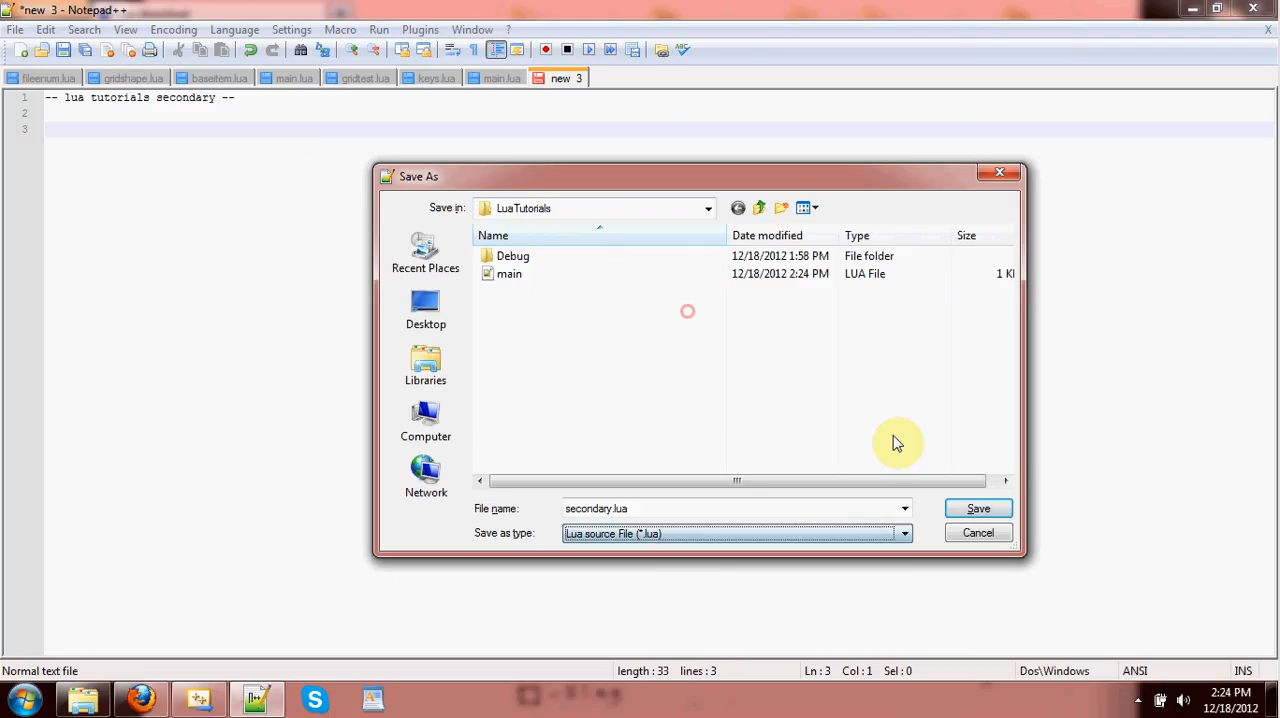 *new 3 - Notepad++
File Edit Search View Encoding Language Settings Macro Run Plugins Window ? X
fileenum.lua gridshape.lua baseitem.lua main.lua gridtest.lua keys.lua main.lua new 3
1 -- lua tutorials secondary --
2
3
Save As
Save in: LuaTutorials
Name Date modified Type Size
Debug 12/18/2012 1:58 PM File folder
main 12/18/2012 2:24 PM LUA File 1 K
Recent Places
Desktop
Libraries
Computer
Network
File name: secondary.lua Save
Save as type: Lua source File (*.lua) Cancel
Normal text file length : 33 lines : 3 Ln : 3 Col : 1 Sel : 0 Dos\Windows ANSI INS
2:24 PM
12/18/2012